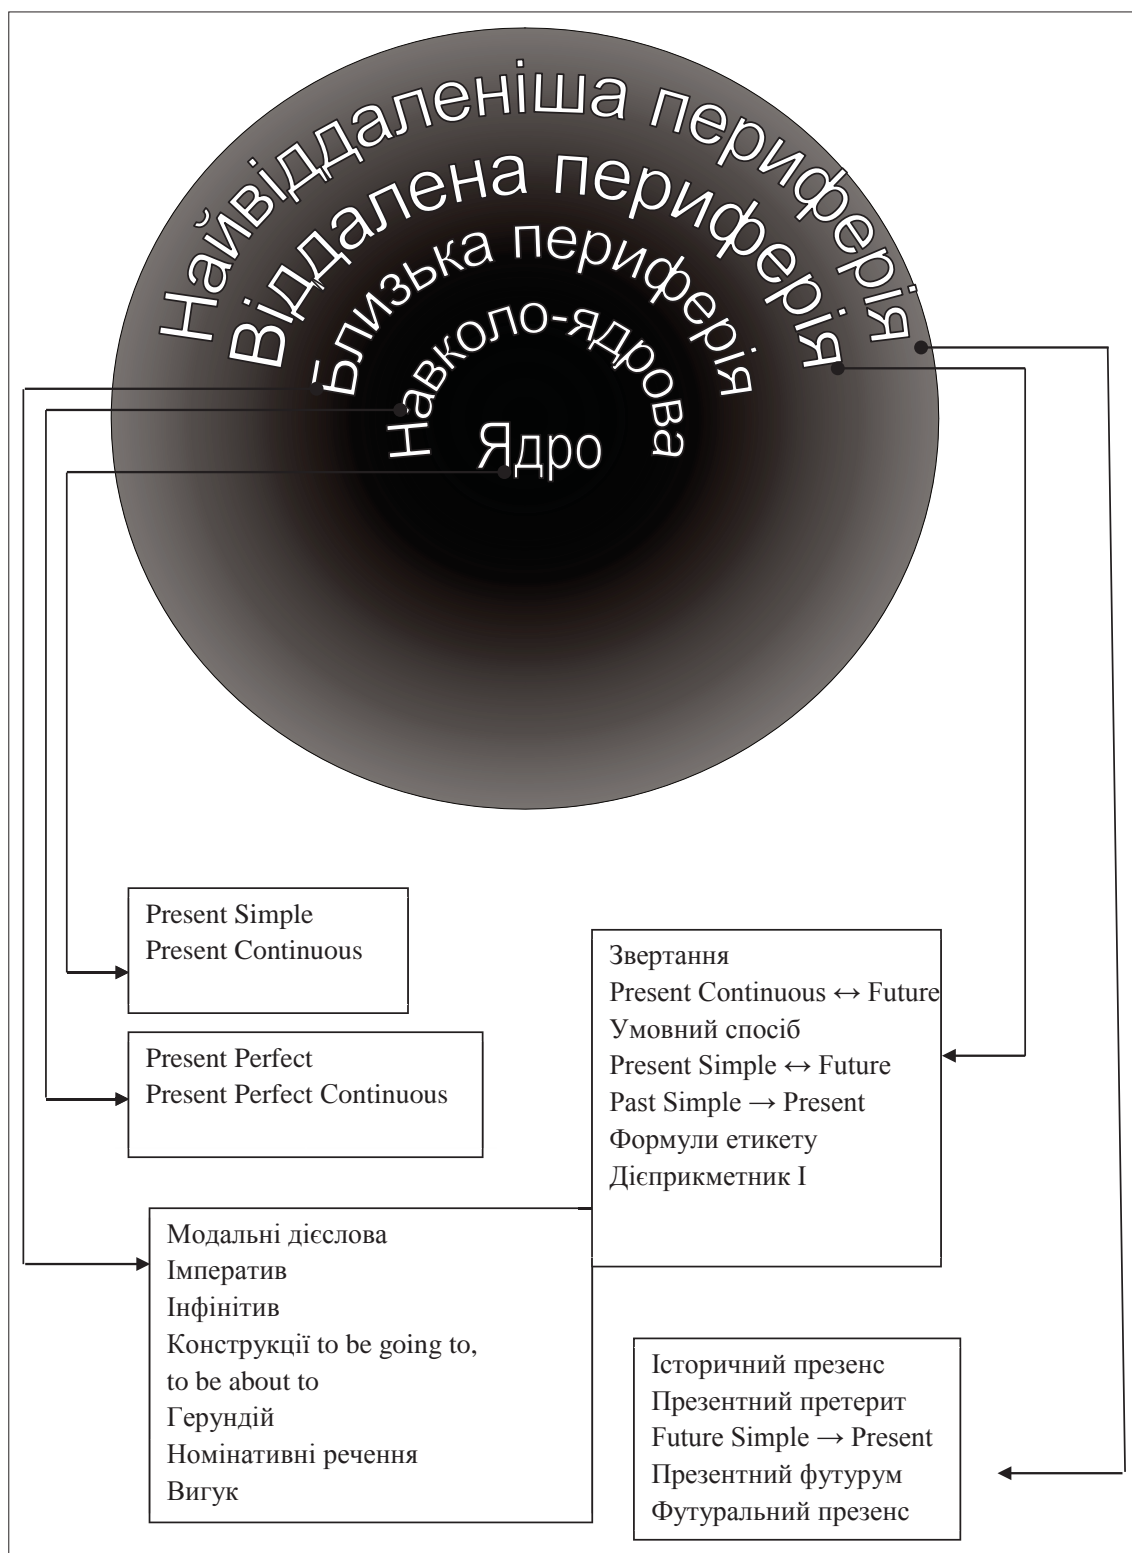 Найвіддаленіша периферія
Віддалена периферія
Близька периферія
Навколо-ядрова
Ядро
Present Simple
Present Continuous
Present Perfect
Present Perfect Continuous
Модальні дієслова
Імператив
Інфінітив
Конструкції to be going to,
to be about to
Герундій
Номінативні речення
Вигук
Звертання
Present Continuous ↔ Future
Умовний спосіб
Present Simple ↔ Future
Past Simple → Present
Формули етикету
Дієприкметник І
Історичний презенс
Презентний претерит
Future Simple → Present
Презентний футурум
Футуральний презенс